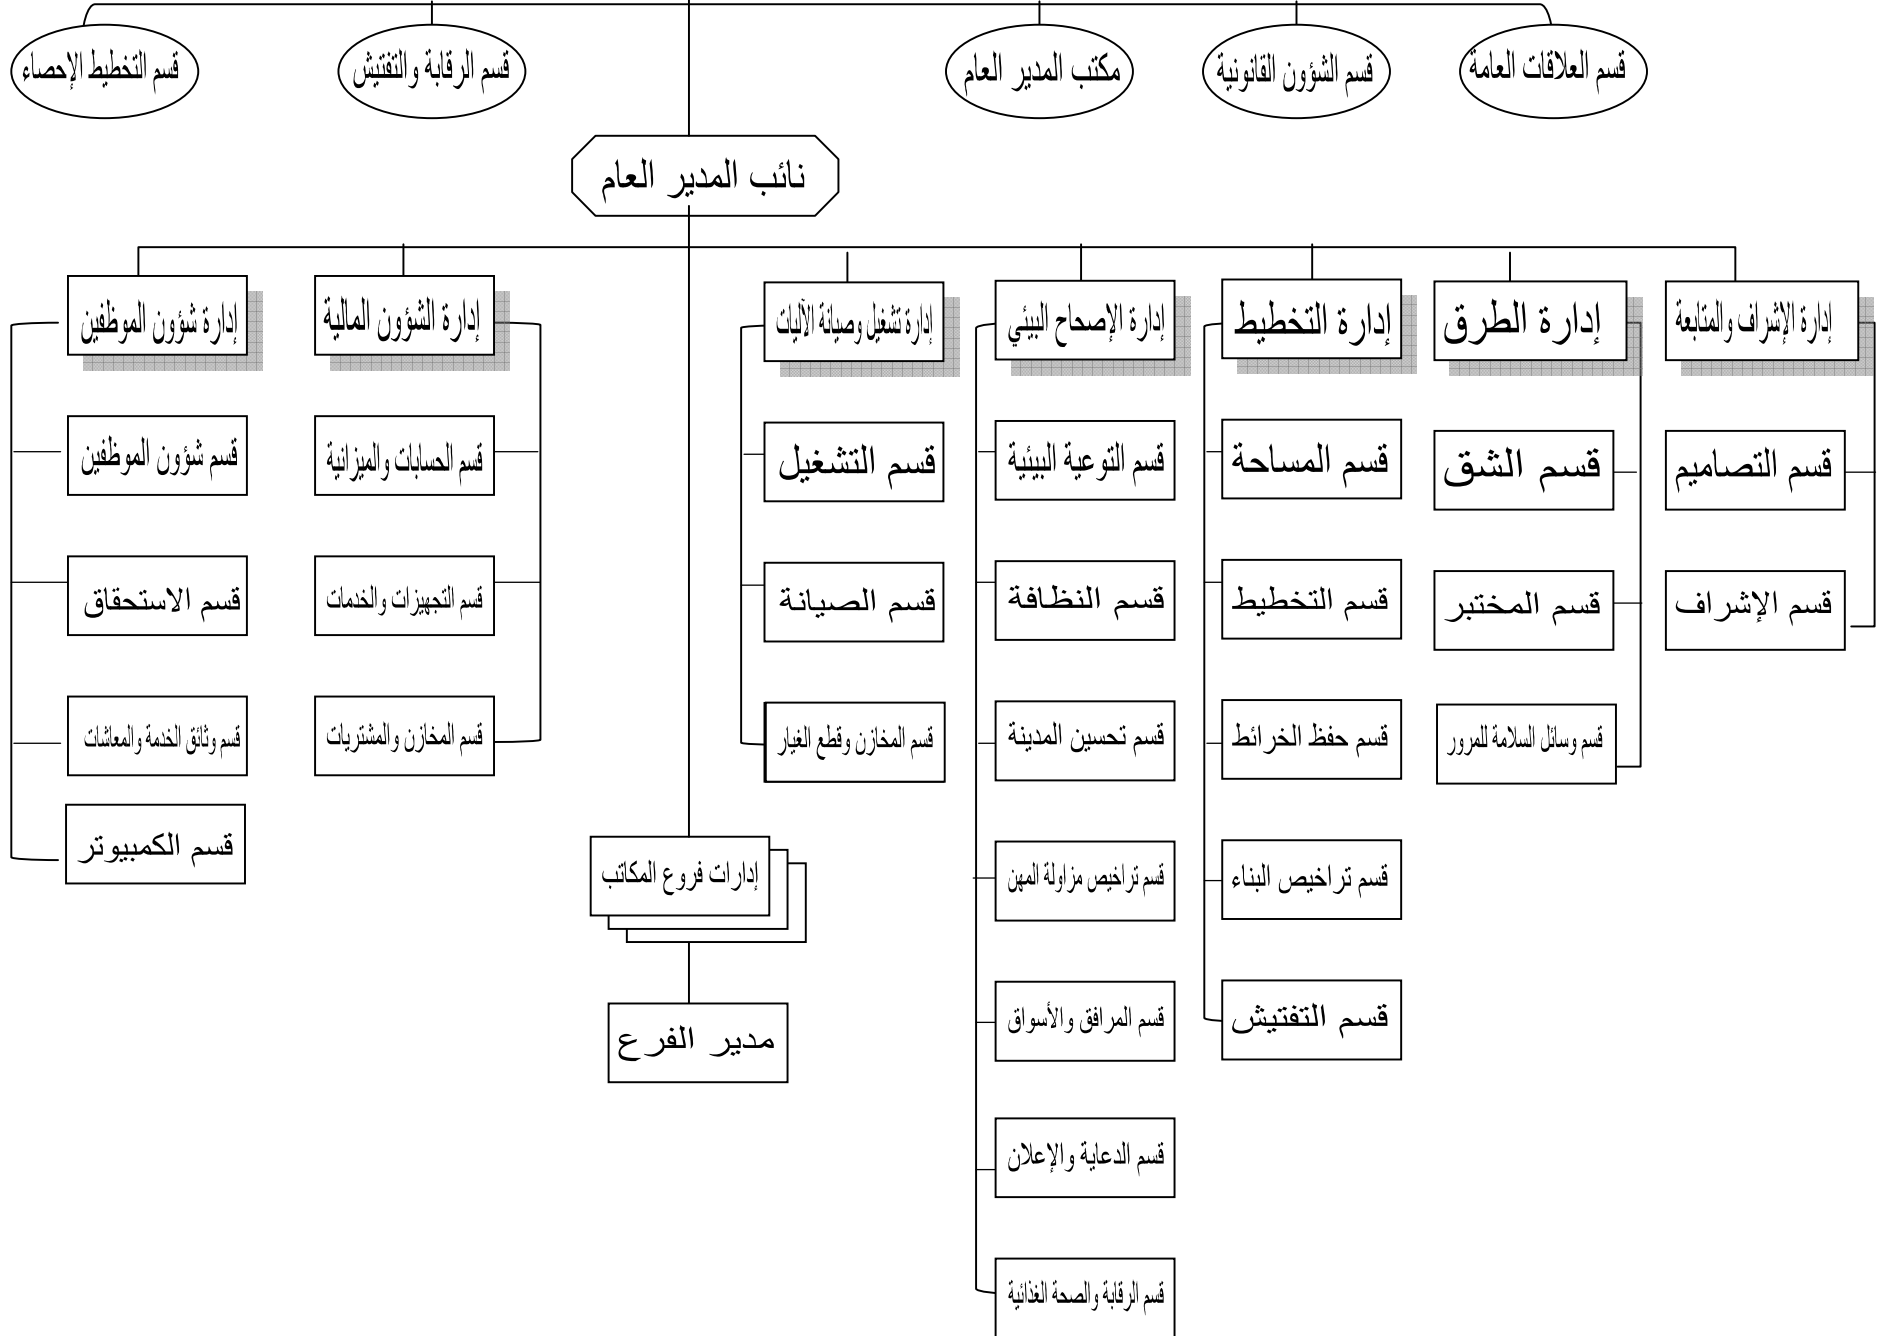 قسم العلاقات العامة
قسم الشؤون القانونية
مكتب المدير العام
قسم الرقابة والتفتيش
قسم التخطيط الإحصاء
نائب المدير العام
إدارة الإشراف والمتابعة
إدارة الطرق
إدارة التخطيط
إدارة الإصحاح البيئي
إدارة تشغيل وصيانة الآليات
إدارة الشؤون المالية
إدارة شؤون الموظفين
قسم التصاميم
قسم الشق
قسم المساحة
قسم التوعية البيئية
قسم التشغيل
قسم الحسابات والميزانية
قسم شؤون الموظفين
قسم الإشراف
قسم المختبر
قسم التخطيط
قسم النظافة
قسم الصيانة
قسم التجهيزات والخدمات
قسم الاستحقاق
قسم وسائل السلامة للمرور
قسم حفظ الخرائط
قسم تحسين المدينة
قسم المخازن وقطع الغيار
قسم المخازن والمشتريات
قسم وثائق الخدمة والمعاشات
قسم تراخيص البناء
قسم تراخيص مزاولة المهن
إدارات فروع المكاتب
قسم الكمبيوتر
قسم التفتيش
قسم المرافق والأسواق
مدير الفرع
قسم الدعاية والإعلان
قسم الرقابة والصحة الغذائية